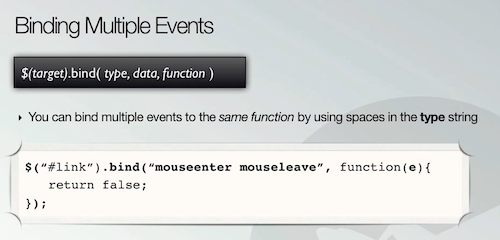 Binding Multiple Events
$(target).bind( type, data, function )
‣ You can bind multiple events to the same function by using spaces in the type string
$(“#link”).bind(“mouseenter mouseleave”, function(e){
return false;
});